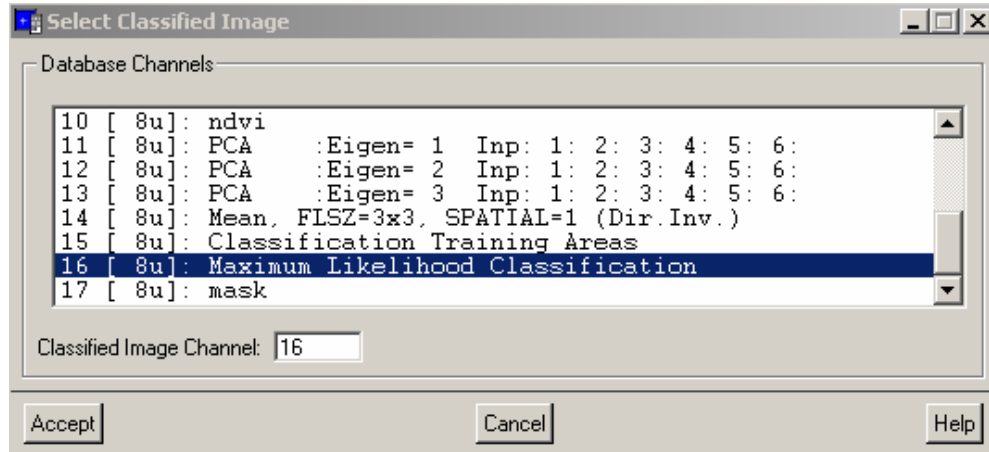 Select Classified Image
Database Channels
10 [ 8u]: ndvi
11 [ 8u]: PCA :Eigen= 1 Inp: 1: 2: 3: 4: 5: 6:
12 [ 8u]: PCA :Eigen= 2 Inp: 1: 2: 3: 4: 5: 6:
13 [ 8u]: PCA :Eigen= 3 Inp: 1: 2: 3: 4: 5: 6:
14 [ 8u]: Mean, FLSZ=3x3, SPATIAL=1 (Dir.Inv.)
15 [ 8u]: Classification Training Areas
16 [ 8u]: Maximum Likelihood Classification
17 [ 8u]: mask
Classified Image Channel: 16
Accept Cancel Help